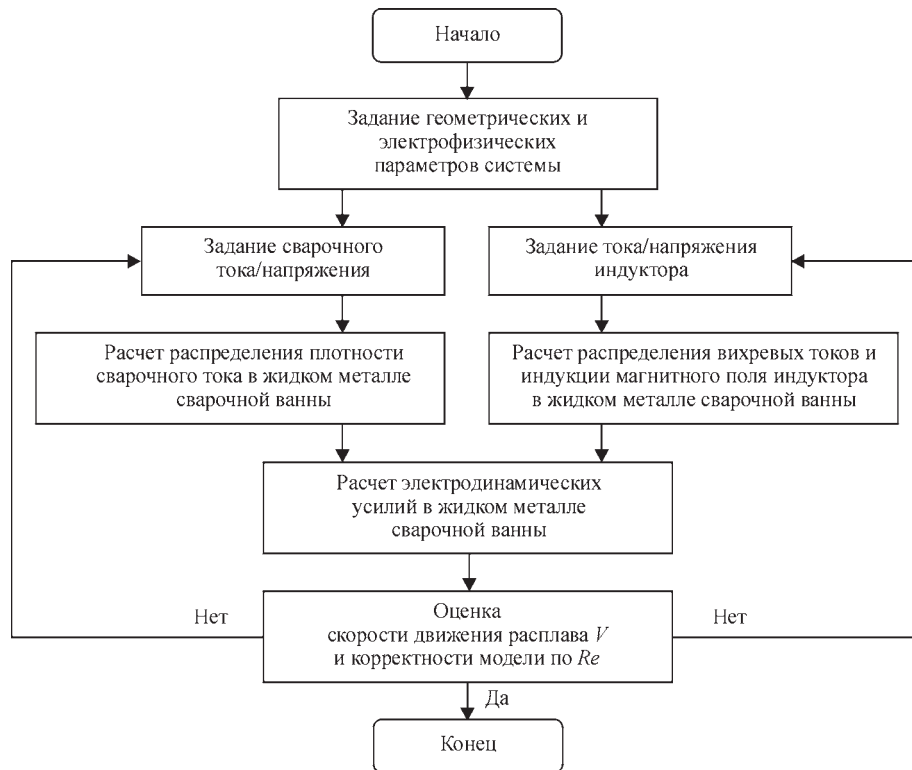 Начало
Задание геометрических и
электрофизических
параметров системы
Задание сварочного
тока/напряжения
Задание тока/напряжения
индуктора
Расчет распределения плотности
сварочного тока в жидком металле
сварочной ванны
Расчет распределения вихревых токов и
индукции магнитного поля индуктора
в жидком металле сварочной ванны
Расчет электродинамических
усилий в жидком металле
сварочной ванны
Нет
Оценка
скорости движения расплава V
и корректности модели по Re
Нет
Да
Конец